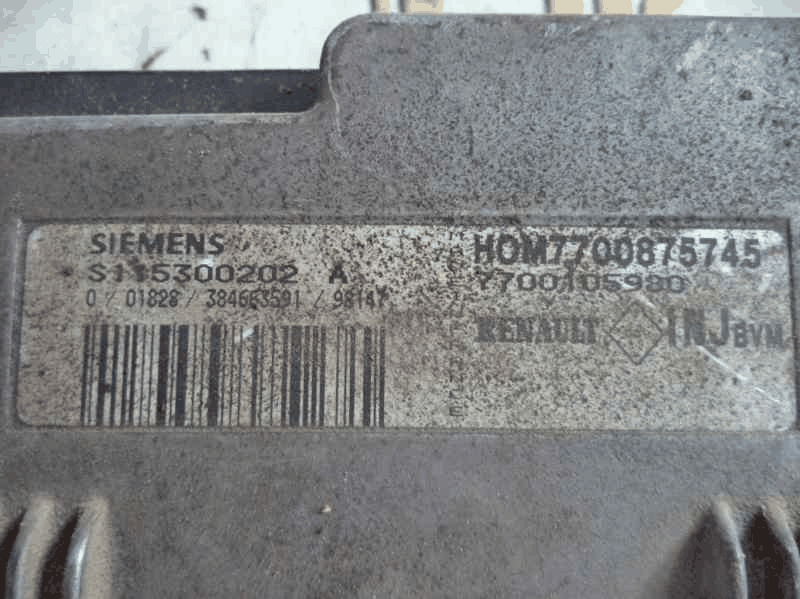 SIEMENS
S115300202 A
0 / 01828 / 384663591 / 98147
HOM7700875745
7700105980
RENAULT INJ BVM